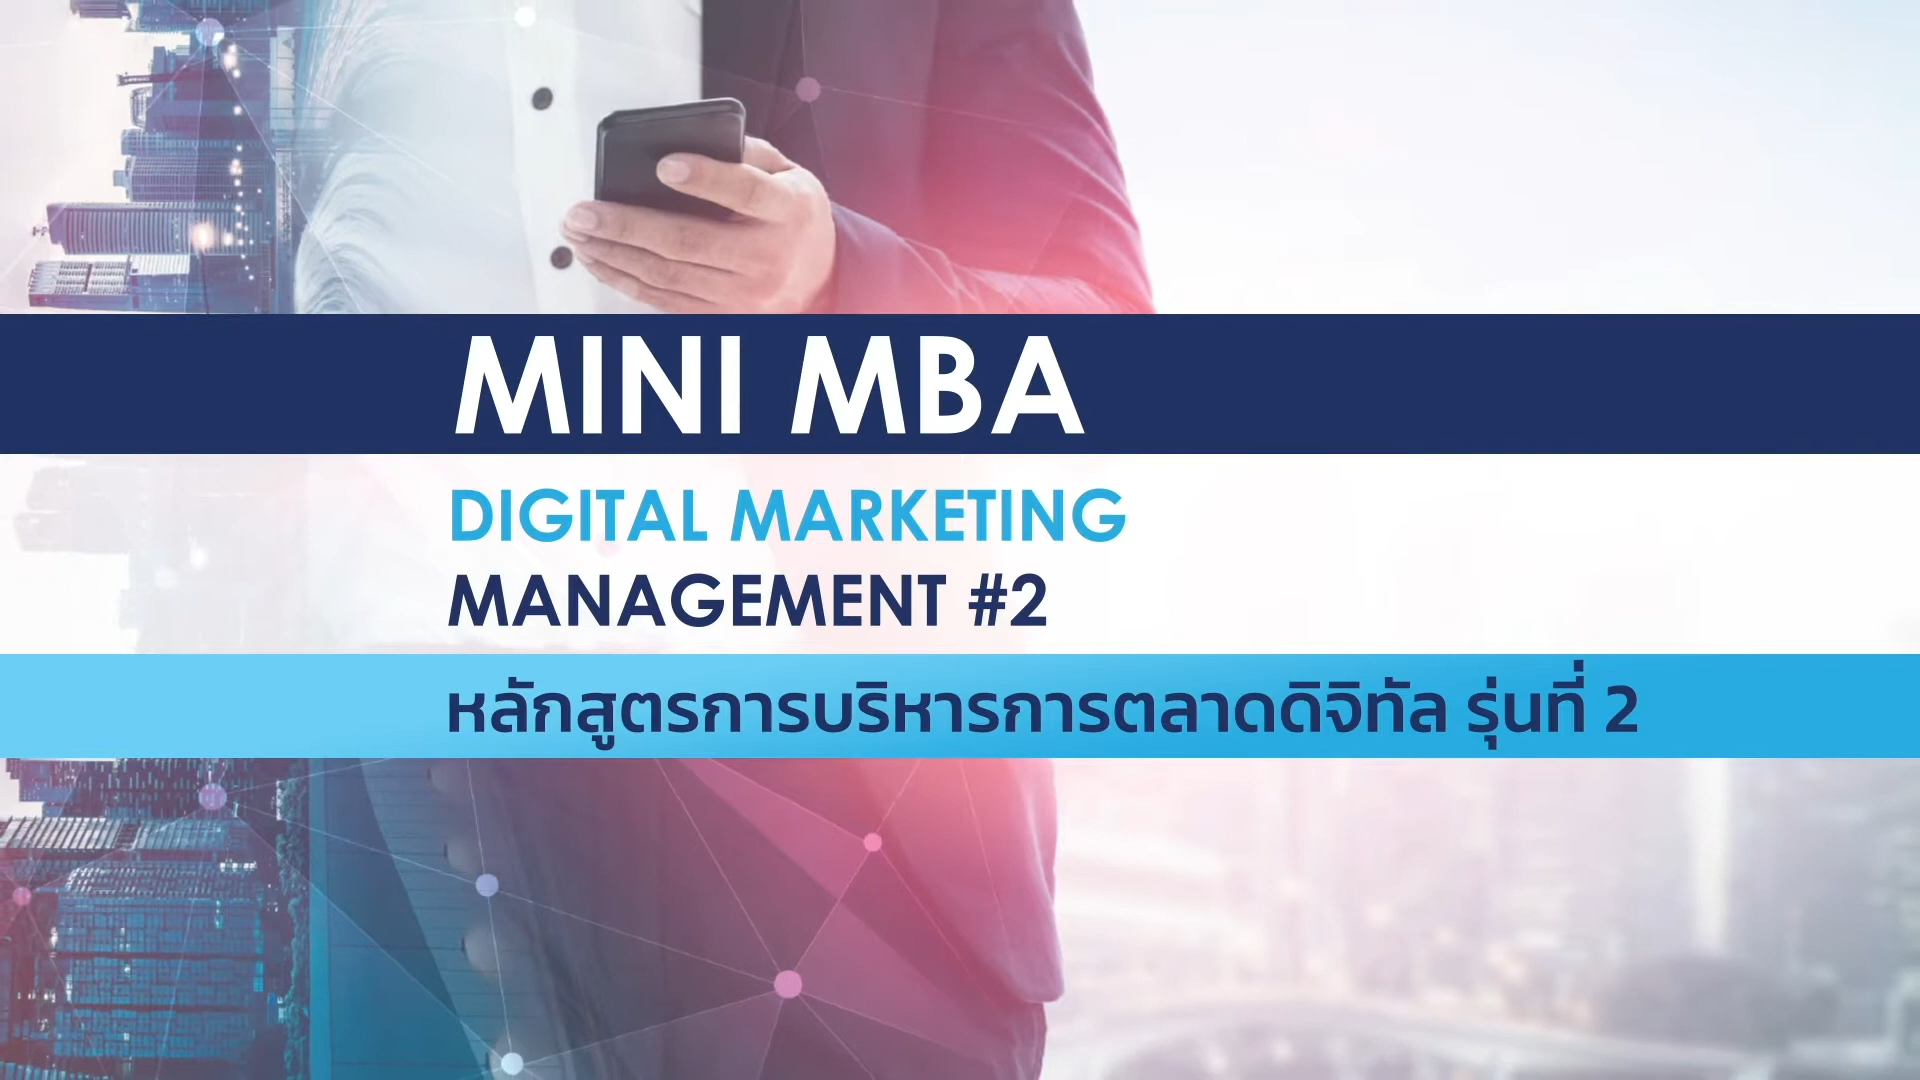 MINI MBA
DIGITAL MARKETING
MANAGEMENT #2
หลักสูตรการบริหารการตลาดดิจิทัล รุ่นที่ 2